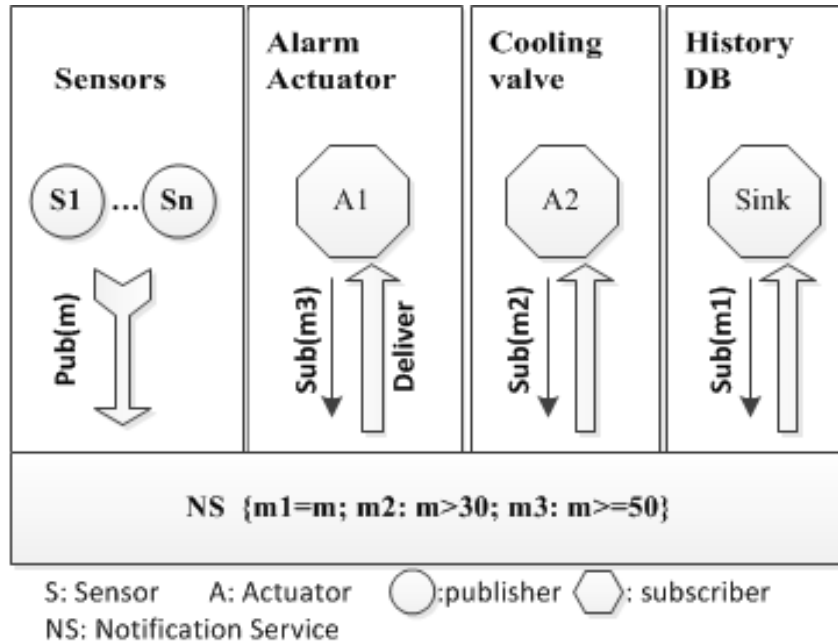 Sensors
Alarm
Actuator
Cooling
valve
History
DB
S1 ... Sn
A1
A2
Sink
Pub(m)
Sub(m3)
Deliver
Sub(m2)
Sub(m1)
NS {m1=m; m2: m>30; m3: m>=50}
S: Sensor A: Actuator :publisher : subscriber
NS: Notification Service